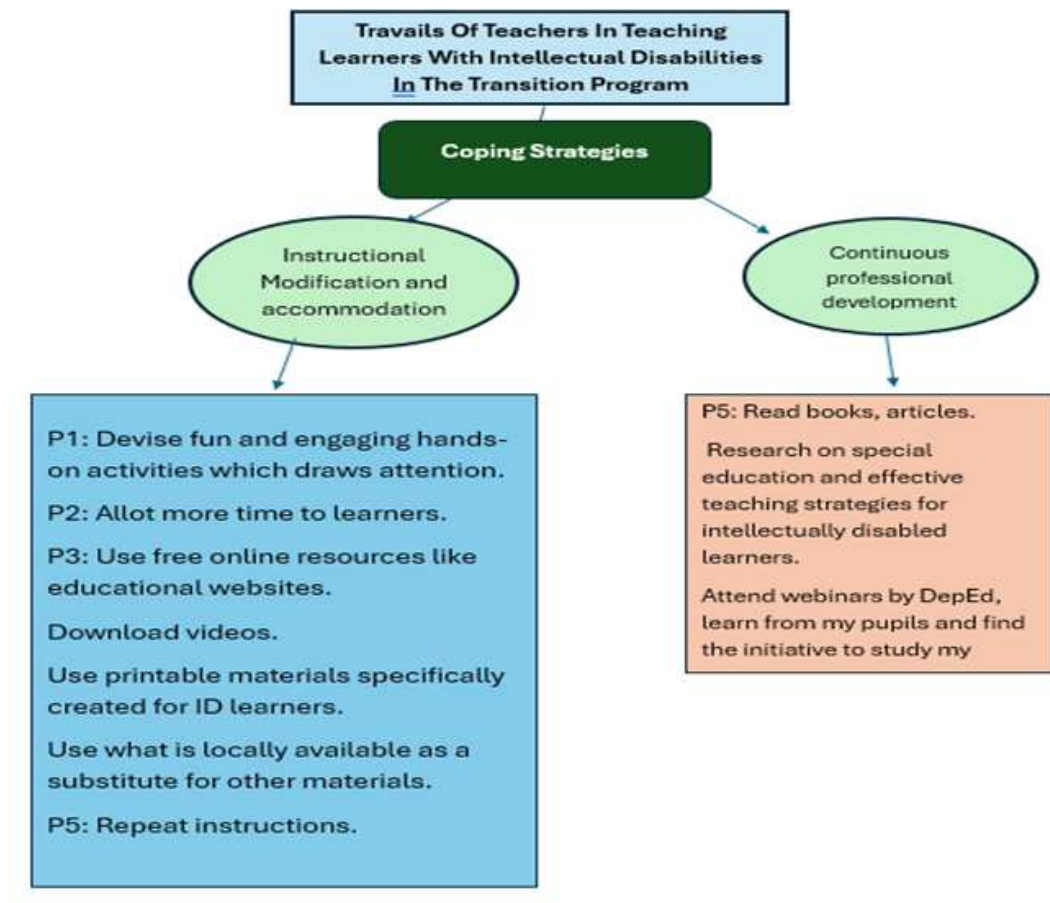 Travails Of Teachers In Teaching
Learners With Intellectual Disabilities
In The Transition Program
Coping Strategies
Instructional
Modification and
accommodation
Continuous
professional
development
P1: Devise fun and engaging hands-
on activities which draws attention.
P2: Allot more time to learners.
P3: Use free online resources like
educational websites.
Download videos.
Use printable materials specifically
created for ID learners.
Use what is locally available as a
substitute for other materials.
P5: Repeat instructions.
P5: Read books, articles.
Research on special
education and effective
teaching strategies for
intellectually disabled
learners.
Attend webinars by DepEd,
learn from my pupils and find
the initiative to study my